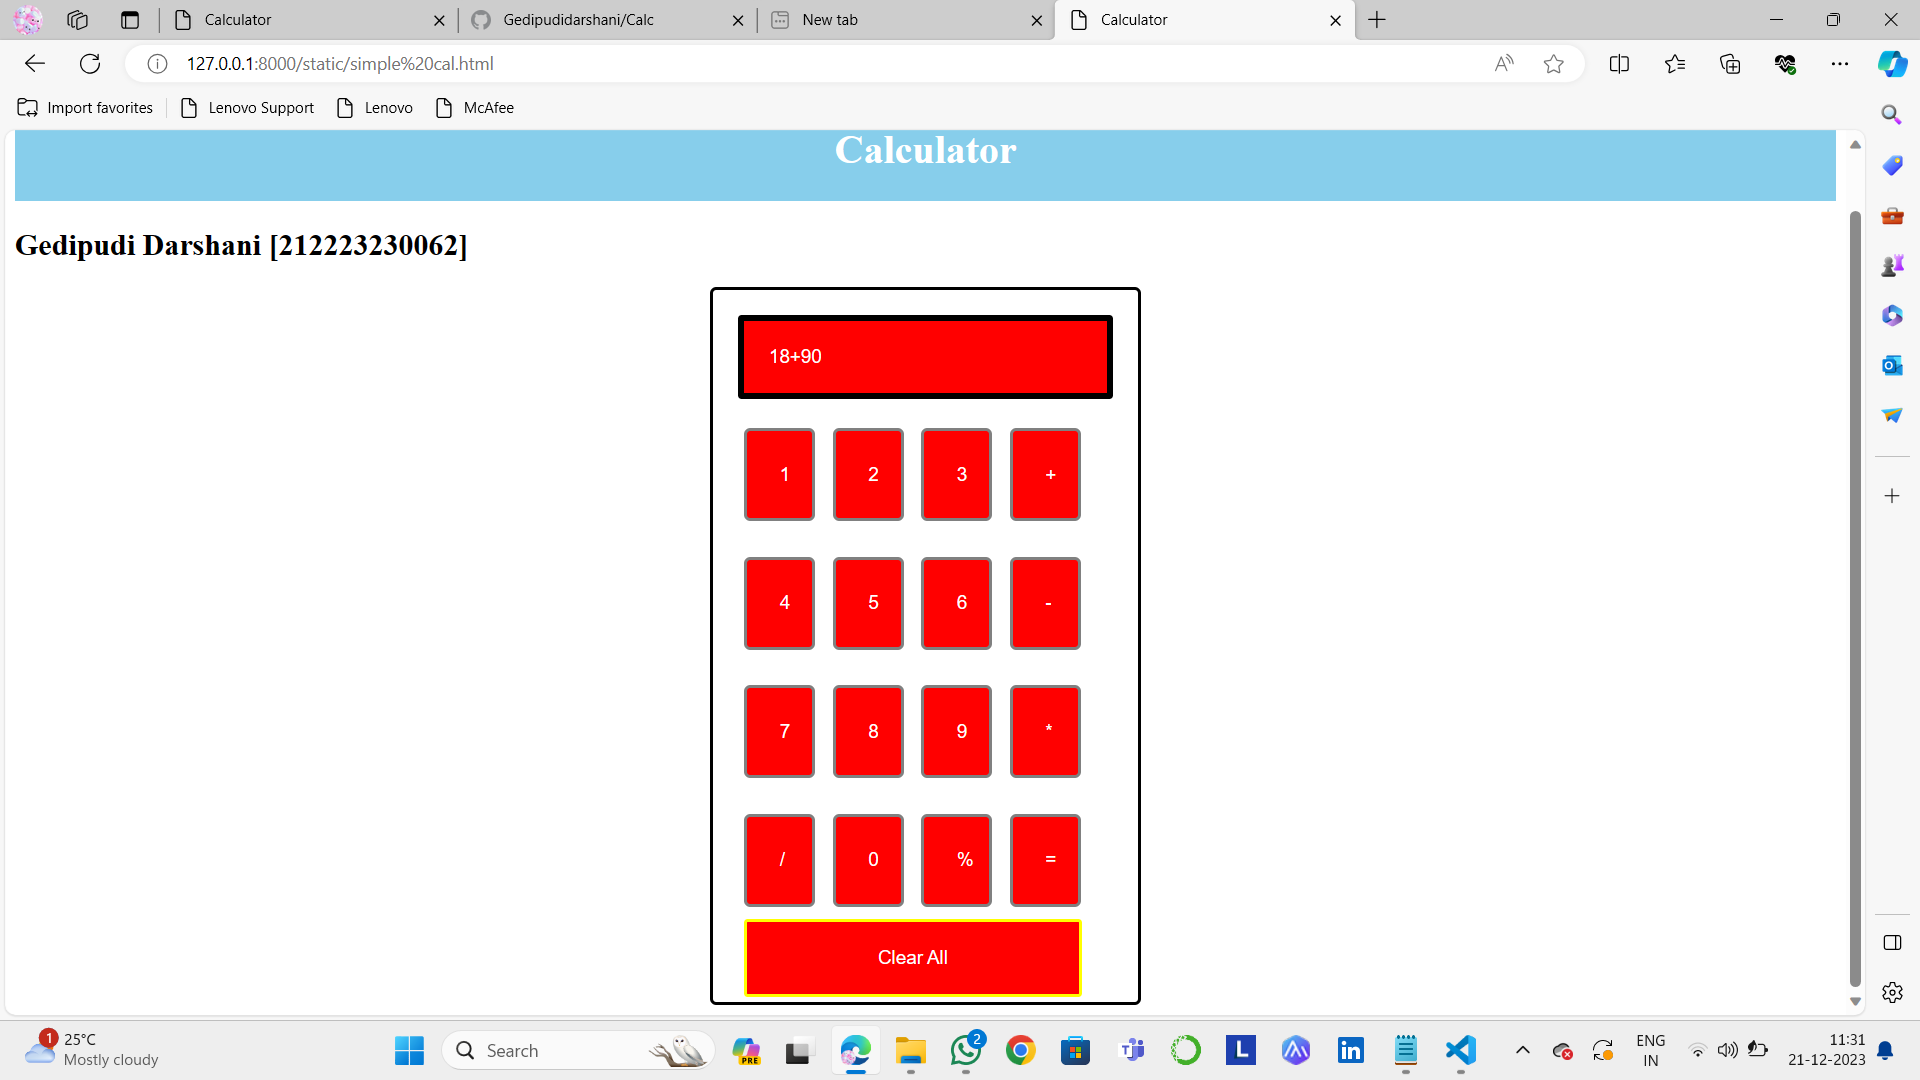 Calculator
Gedipudidarshani/Calc
New tab
Calculator
127.0.0.1:8000/static/simple%20cal.html
Import favorites
Lenovo Support
Lenovo
McAfee
Calculator
Gedipudi Darshani [212223230062]
18+90
1 2 3 +
4 5 6 -
7 8 9 *
/ 0 % =
Clear All
1
25°C
Mostly cloudy
Search
PRE
2
L
in
ENG
IN
11:31
21-12-2023